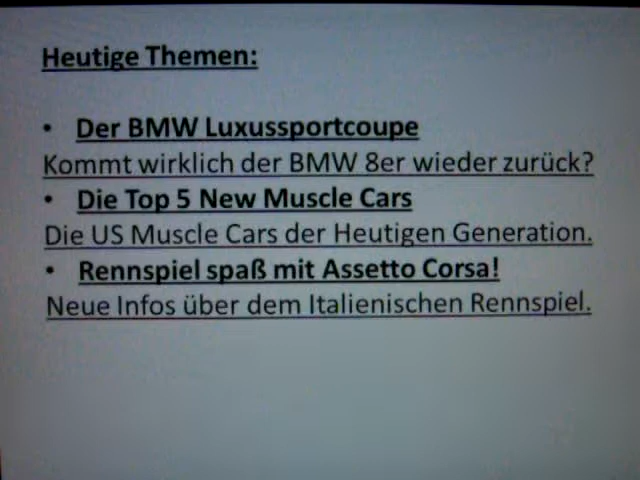 Heutige Themen:
• Der BMW Luxussportcoupe
Kommt wirklich der BMW 8er wieder zurück?
• Die Top 5 New Muscle Cars
Die US Muscle Cars der Heutigen Generation.
• Rennspiel spaß mit Assetto Corsa!
Neue Infos über dem Italienischen Rennspiel.